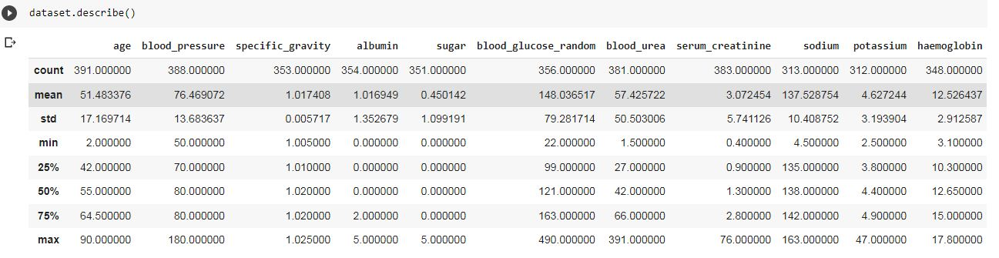 dataset.describe()
age blood_pressure specific_gravity albumin sugar blood_glucose_random blood_urea serum_creatinine sodium potassium haemoglobin
count 391.000000 388.000000 353.000000 354.000000 351.000000 356.000000 381.000000 383.000000 313.000000 312.000000 348.000000
mean 51.483376 76.469072 1.017408 1.016949 0.450142 148.036517 57.425722 3.072454 137.528754 4.627244 12.526437
std 17.169714 13.683637 0.005717 1.352679 1.099191 79.281714 50.503006 5.741126 10.408752 3.193904 2.912587
min 2.000000 50.000000 1.005000 0.000000 0.000000 22.000000 1.500000 0.400000 4.500000 2.500000 3.100000
25% 42.000000 70.000000 1.010000 0.000000 0.000000 99.000000 27.000000 0.900000 135.000000 3.800000 10.300000
50% 55.000000 80.000000 1.020000 0.000000 0.000000 121.000000 42.000000 1.300000 138.000000 4.400000 12.650000
75% 64.500000 80.000000 1.020000 2.000000 0.000000 163.000000 66.000000 2.800000 142.000000 4.900000 15.000000
max 90.000000 180.000000 1.025000 5.000000 5.000000 490.000000 391.000000 76.000000 163.000000 47.000000 17.800000